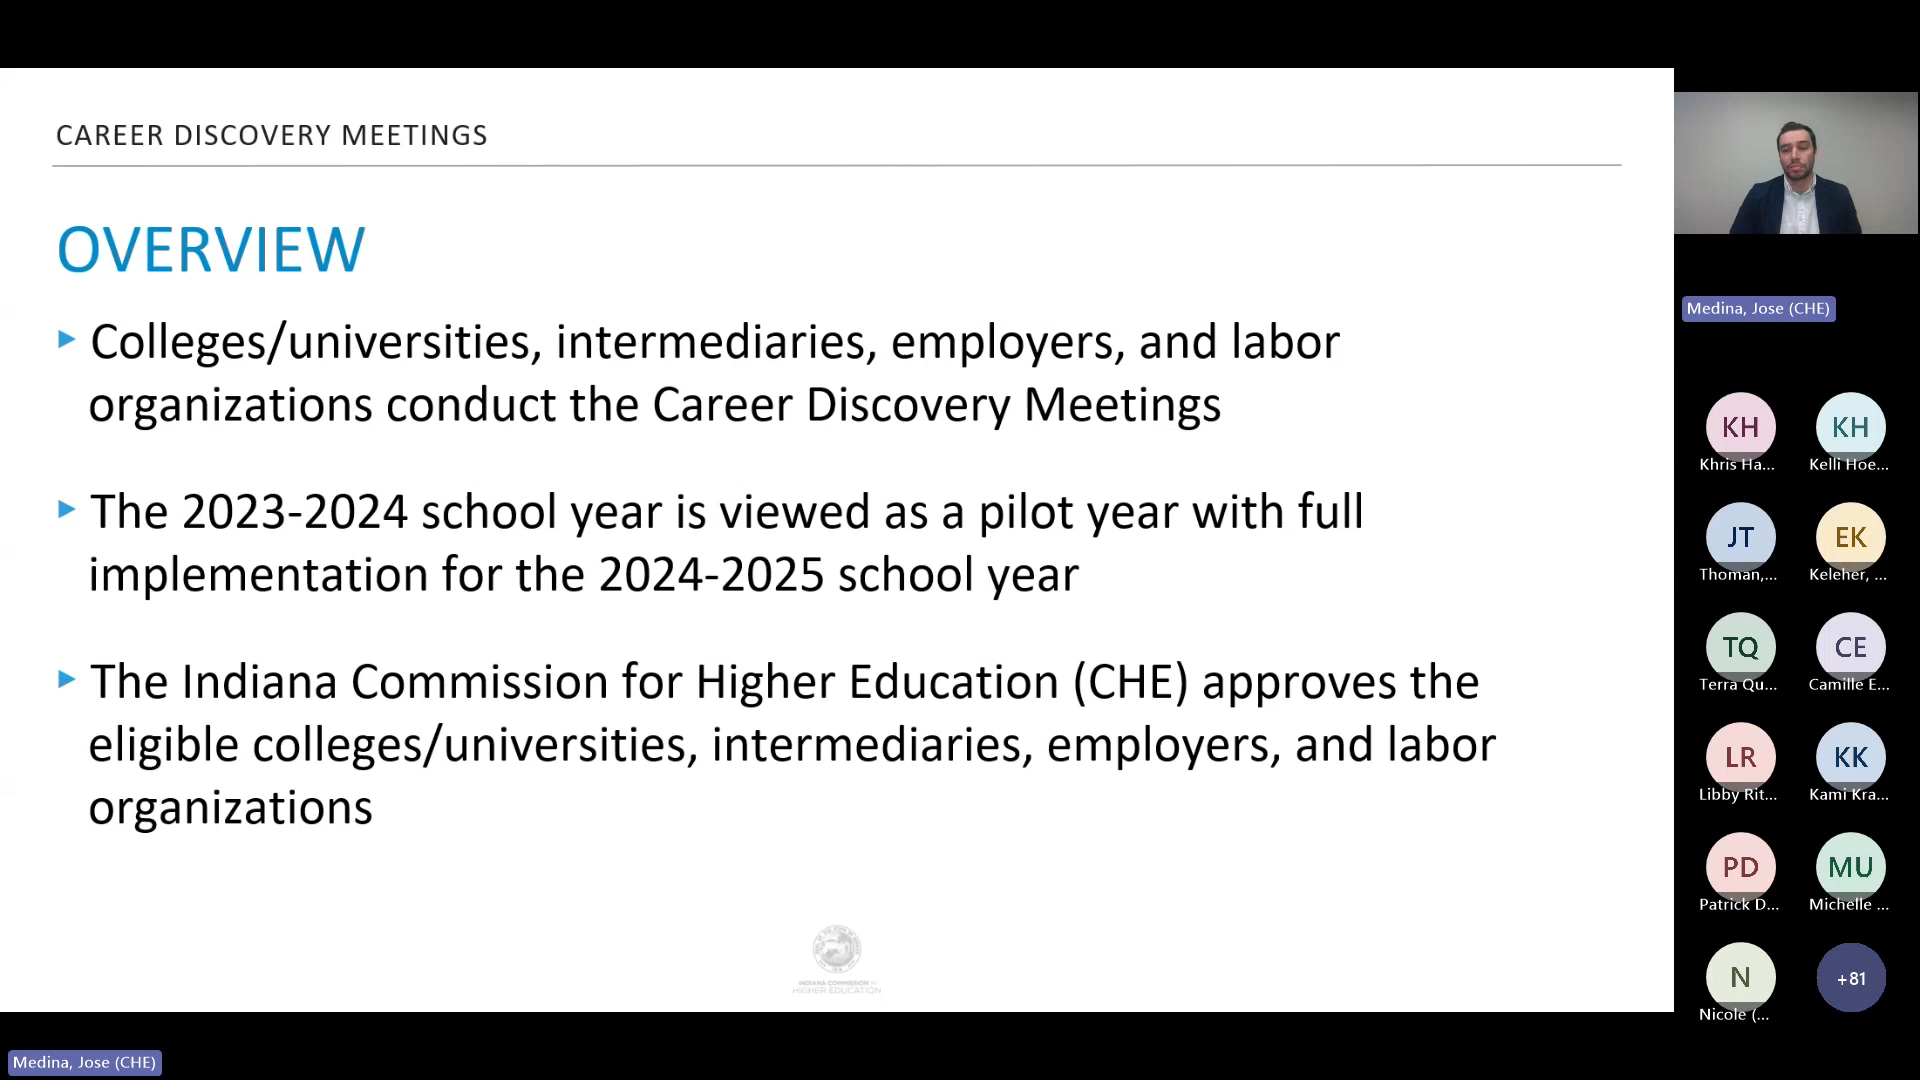 CAREER DISCOVERY MEETINGS
OVERVIEW
Colleges/universities, intermediaries, employers, and labor
organizations conduct the Career Discovery Meetings
The 2023-2024 school year is viewed as a pilot year with full
implementation for the 2024-2025 school year
The Indiana Commission for Higher Education (CHE) approves the
eligible colleges/universities, intermediaries, employers, and labor
organizations
INDIANA COMMISSION for
HIGHER EDUCATION
Medina, Jose (CHE)
KH KH
Khris Ha... Kelli Hoe...
JT EK
Thoman,... Keleher, ...
TQ CE
Terra Qu... Camille E...
LR KK
Libby Rit... Kami Kra...
PD MU
Patrick D... Michelle ...
N +81
Nicole (...
Medina, Jose (CHE)